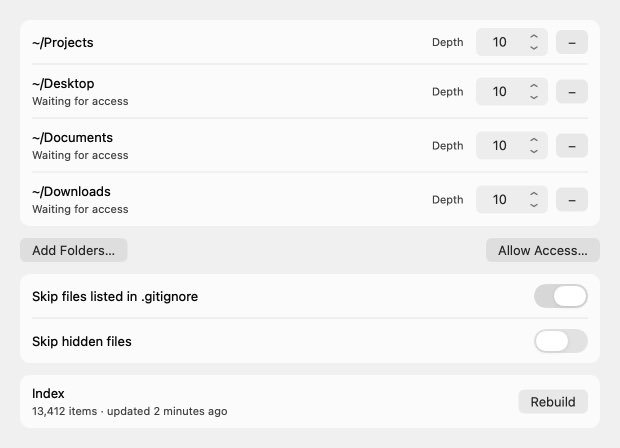 ~/Projects
Depth 10 –
~/Desktop
Waiting for access
Depth 10 –
~/Documents
Waiting for access
Depth 10 –
~/Downloads
Waiting for access
Depth 10 –
Add Folders... Allow Access...
Skip files listed in .gitignore
Skip hidden files
Index
13,412 items · updated 2 minutes ago
Rebuild